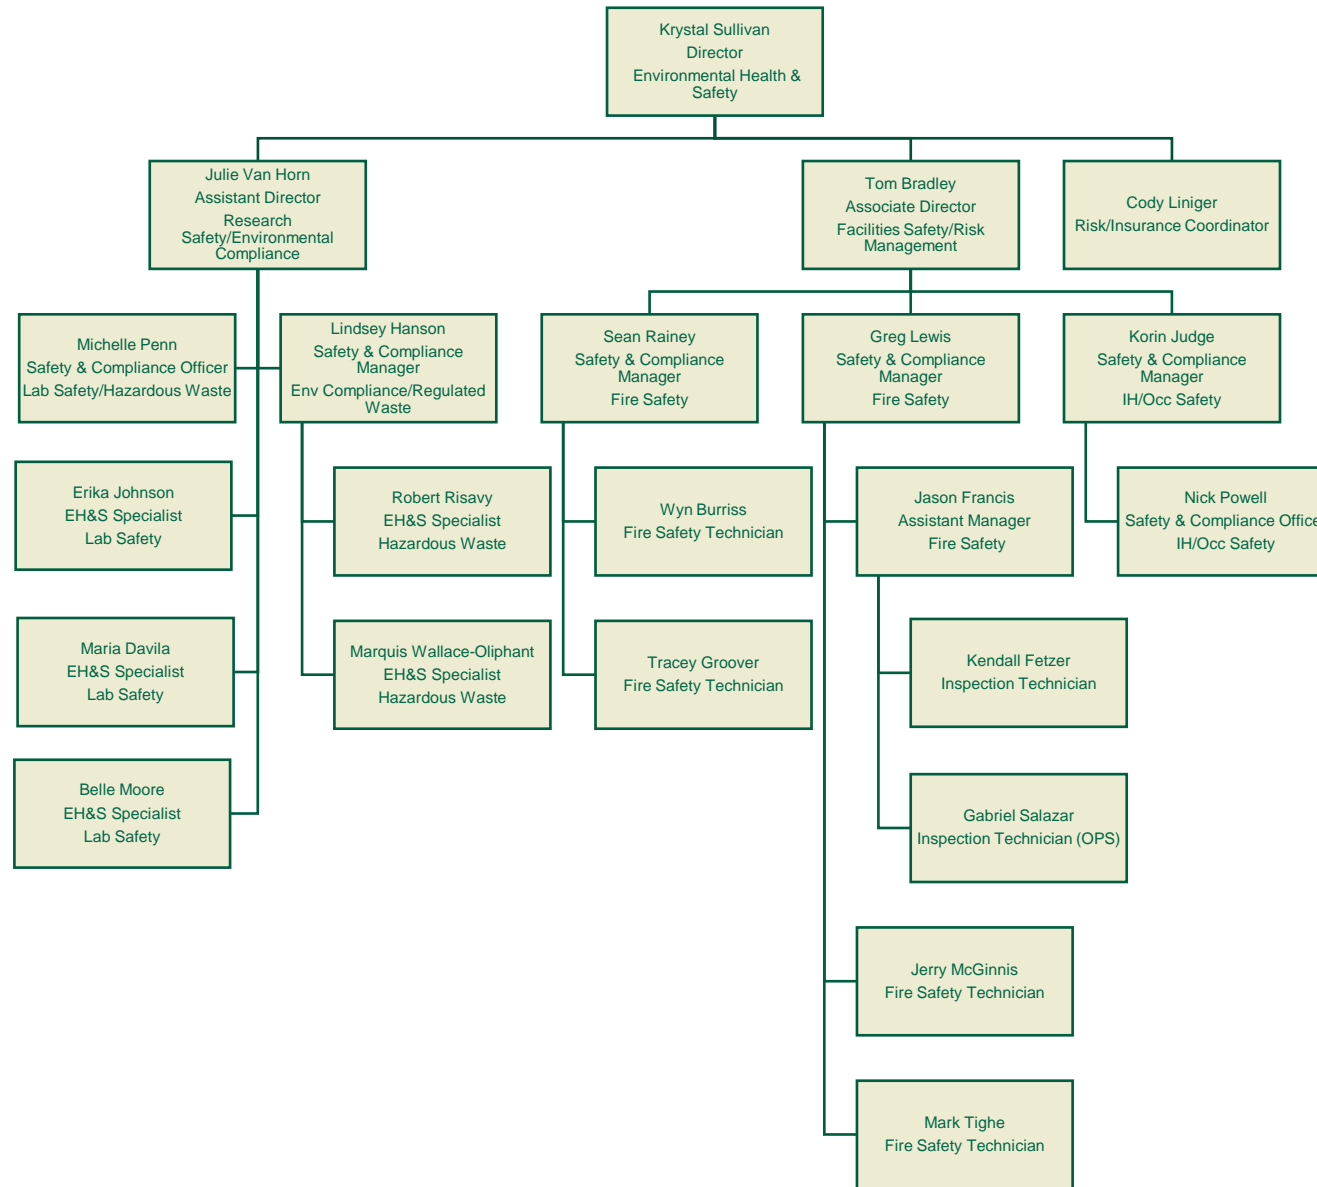 Krystal Sullivan
Director
Environmental Health &
Safety
Julie Van Horn
Assistant Director
Research
Safety/Environmental
Compliance
Tom Bradley
Associate Director
Facilities Safety/Risk
Management
Cody Liniger
Risk/Insurance Coordinator
Michelle Penn
Safety & Compliance Officer
Lab Safety/Hazardous Waste
Lindsey Hanson
Safety & Compliance
Manager
Env Compliance/Regulated
Waste
Sean Rainey
Safety & Compliance
Manager
Fire Safety
Greg Lewis
Safety & Compliance
Manager
Fire Safety
Korin Judge
Safety & Compliance
Manager
IH/Occ Safety
Erika Johnson
EH&S Specialist
Lab Safety
Robert Risavy
EH&S Specialist
Hazardous Waste
Wyn Burriss
Fire Safety Technician
Jason Francis
Assistant Manager
Fire Safety
Nick Powell
Safety & Compliance Office
IH/Occ Safety
Maria Davila
EH&S Specialist
Lab Safety
Marquis Wallace-Oliphant
EH&S Specialist
Hazardous Waste
Tracey Groover
Fire Safety Technician
Kendall Fetzer
Inspection Technician
Belle Moore
EH&S Specialist
Lab Safety
Gabriel Salazar
Inspection Technician (OPS)
Jerry McGinnis
Fire Safety Technician
Mark Tighe
Fire Safety Technician